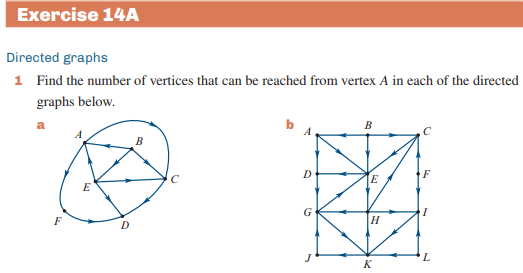 Exercise 14A
Directed graphs
1 Find the number of vertices that can be reached from vertex A in each of the directed
graphs below.
a
A
B
E
C
F
D
b
A
B
C
D
E
F
G
H
I
J
K
L